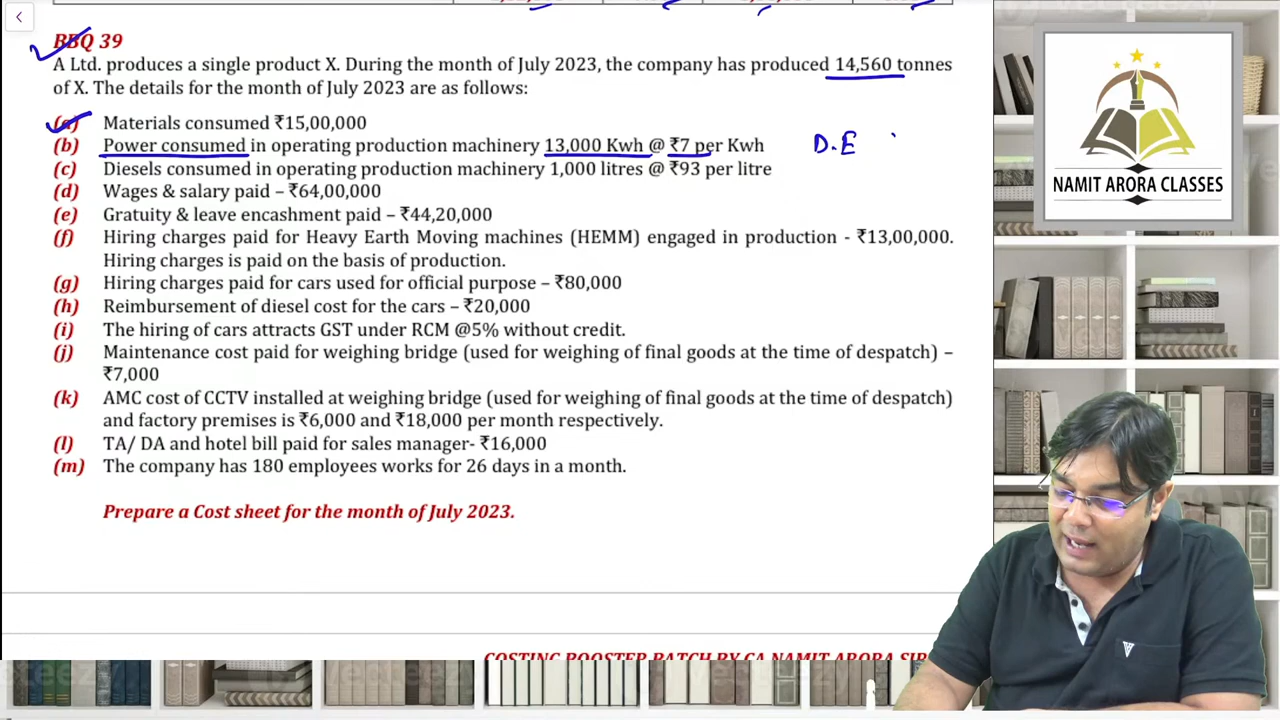 BBQ 39
A Ltd. produces a single product X. During the month of July 2023, the company has produced 14,560 tonnes
of X. The details for the month of July 2023 are as follows:
(a) Materials consumed ₹15,00,000
(b) Power consumed in operating production machinery 13,000 Kwh @ ₹7 per Kwh
D.E
(c) Diesels consumed in operating production machinery 1,000 litres @ ₹93 per litre
(d) Wages & salary paid – ₹64,00,000
(e) Gratuity & leave encashment paid – ₹44,20,000
(f) Hiring charges paid for Heavy Earth Moving machines (HEMM) engaged in production - ₹13,00,000.
Hiring charges is paid on the basis of production.
(g) Hiring charges paid for cars used for official purpose – ₹80,000
(h) Reimbursement of diesel cost for the cars – ₹20,000
(i) The hiring of cars attracts GST under RCM @5% without credit.
(j) Maintenance cost paid for weighing bridge (used for weighing of final goods at the time of despatch) –
₹7,000
(k) AMC cost of CCTV installed at weighing bridge (used for weighing of final goods at the time of despatch)
and factory premises is ₹6,000 and ₹18,000 per month respectively.
(l) TA/ DA and hotel bill paid for sales manager- ₹16,000
(m) The company has 180 employees works for 26 days in a month.
Prepare a Cost sheet for the month of July 2023.
NAMIT ARORA CLASSES
COSTING BOOSTER BATCH BY CA NAMIT ARORA SIR